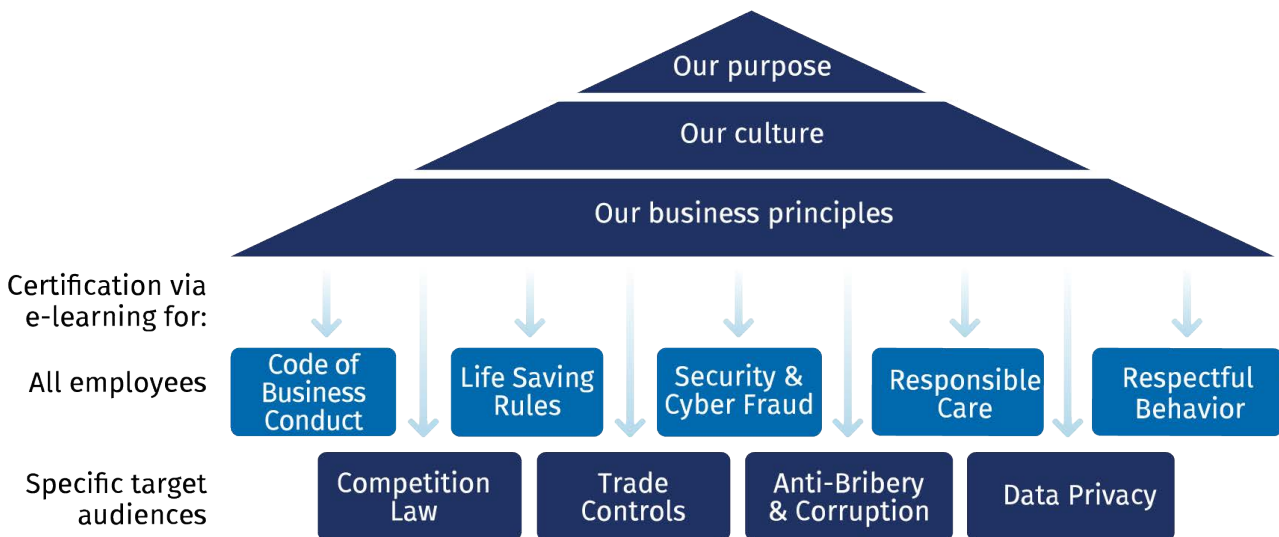 Our purpose
Our culture
Our business principles
Certification via
e-learning for:
All employees
Code of
Business
Conduct
Life Saving
Rules
Security &
Cyber Fraud
Responsible
Care
Respectful
Behavior
Specific target
audiences
Competition
Law
Trade
Controls
Anti-Bribery
& Corruption
Data Privacy